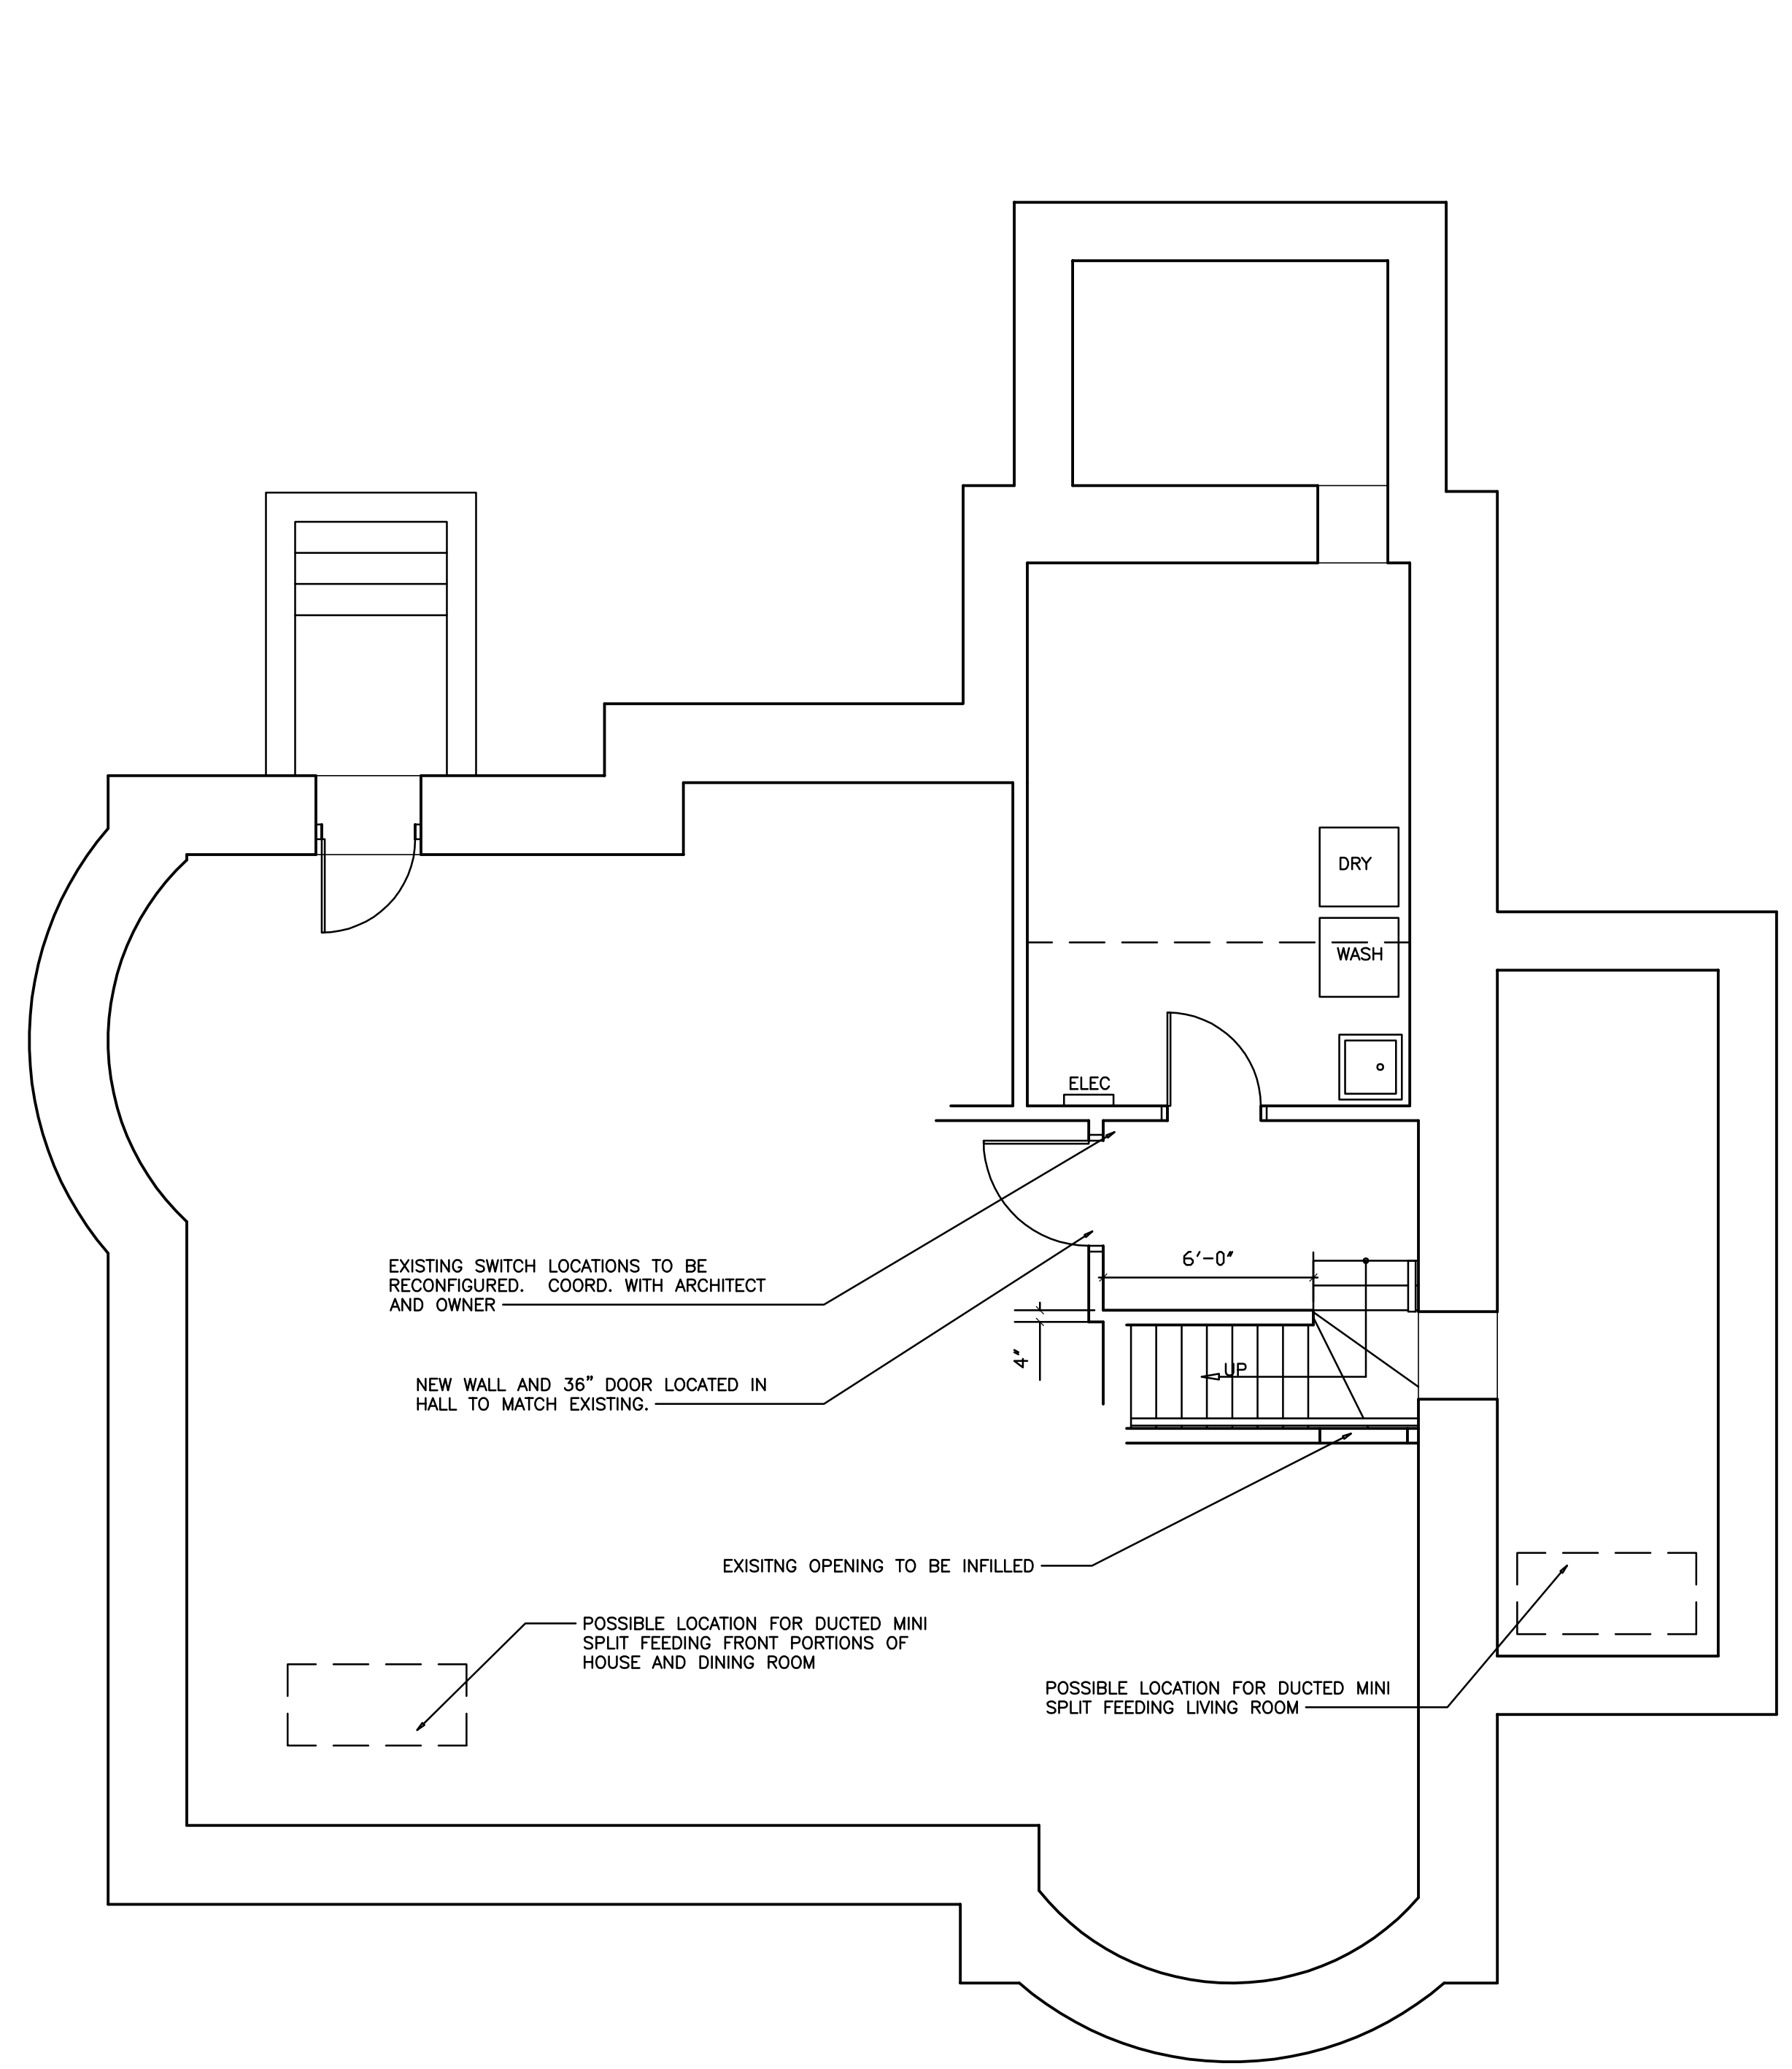 DRY
WASH
ELEC
EXISTING SWITCH LOCATIONS TO BE
RECONFIGURED. COORD. WITH ARCHITECT
AND OWNER
6'-0"
4"
UP
NEW WALL AND 36" DOOR LOCATED IN
HALL TO MATCH EXISTING.
EXISITNG OPENING TO BE INFILLED
POSSIBLE LOCATION FOR DUCTED MINI
SPLIT FEEDING FRONT PORTIONS OF
HOUSE AND DINING ROOM
POSSIBLE LOCATION FOR DUCTED MINI
SPLIT FEEDING LIVING ROOM